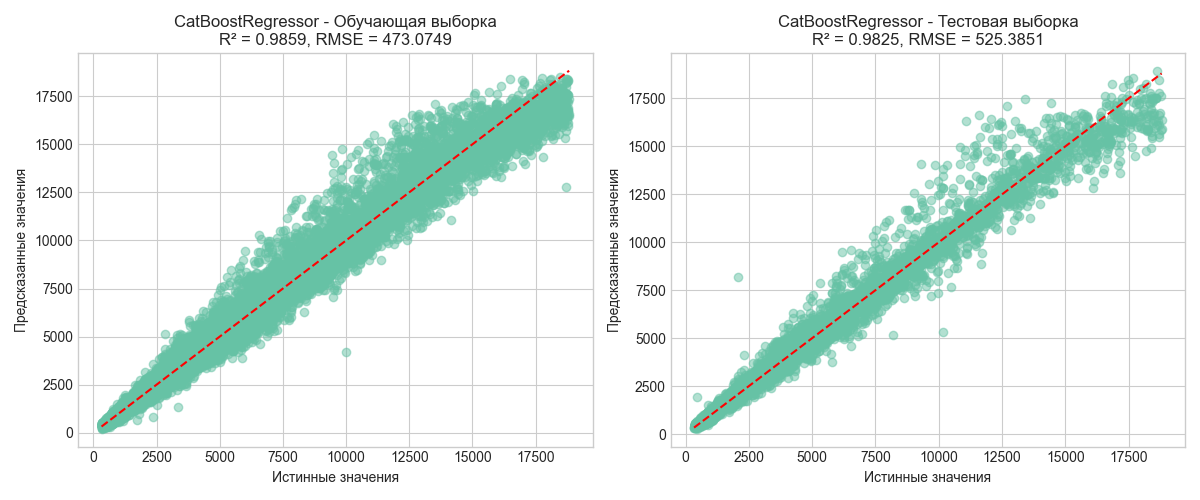 CatBoostRegressor - Обучающая выборка
R² = 0.9859, RMSE = 473.0749
Предсказанные значения
17500
15000
12500
10000
7500
5000
2500
0
0 2500 5000 7500 10000 12500 15000 17500
Истинные значения
CatBoostRegressor - Тестовая выборка
R² = 0.9825, RMSE = 525.3851
Предсказанные значения
17500
15000
12500
10000
7500
5000
2500
0
0 2500 5000 7500 10000 12500 15000 17500
Истинные значения